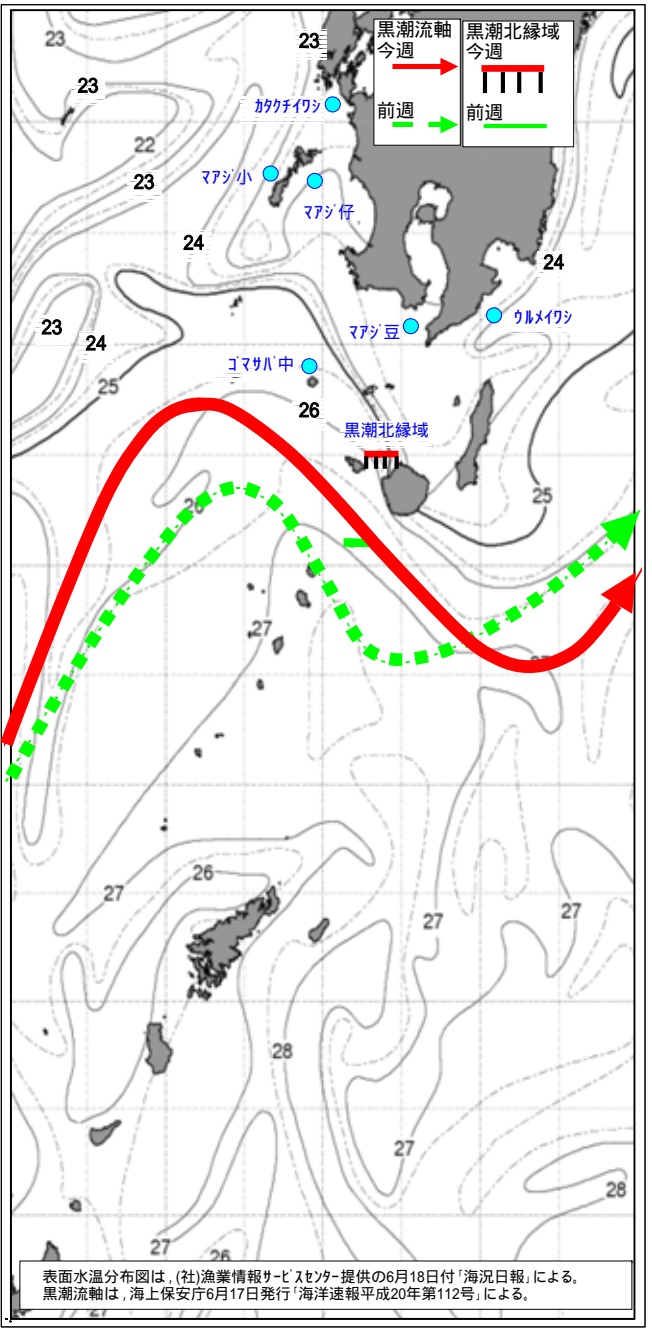 黒潮流軸
今週
前週
黒潮北縁域
今週
前週
23
23
23
ｶﾀｸﾁｲﾜｼ
22
23
ﾏｱｼﾞ小
ﾏｱｼﾞ仔
24
24
23
24
ﾏｱｼﾞ豆
ｳﾙﾒｲﾜｼ
ｺﾞﾏｻﾊﾞ中
25
26
黒潮北縁域
25
26
27
27
26
27
27
27
28
27
28
27
26
表面水温分布図は，(社)漁業情報ｻｰﾋﾞｽｾﾝﾀｰ提供の6月18日付「海況日報」による。
黒潮流軸は，海上保安庁6月17日発行「海洋速報平成20年第112号」による。
27